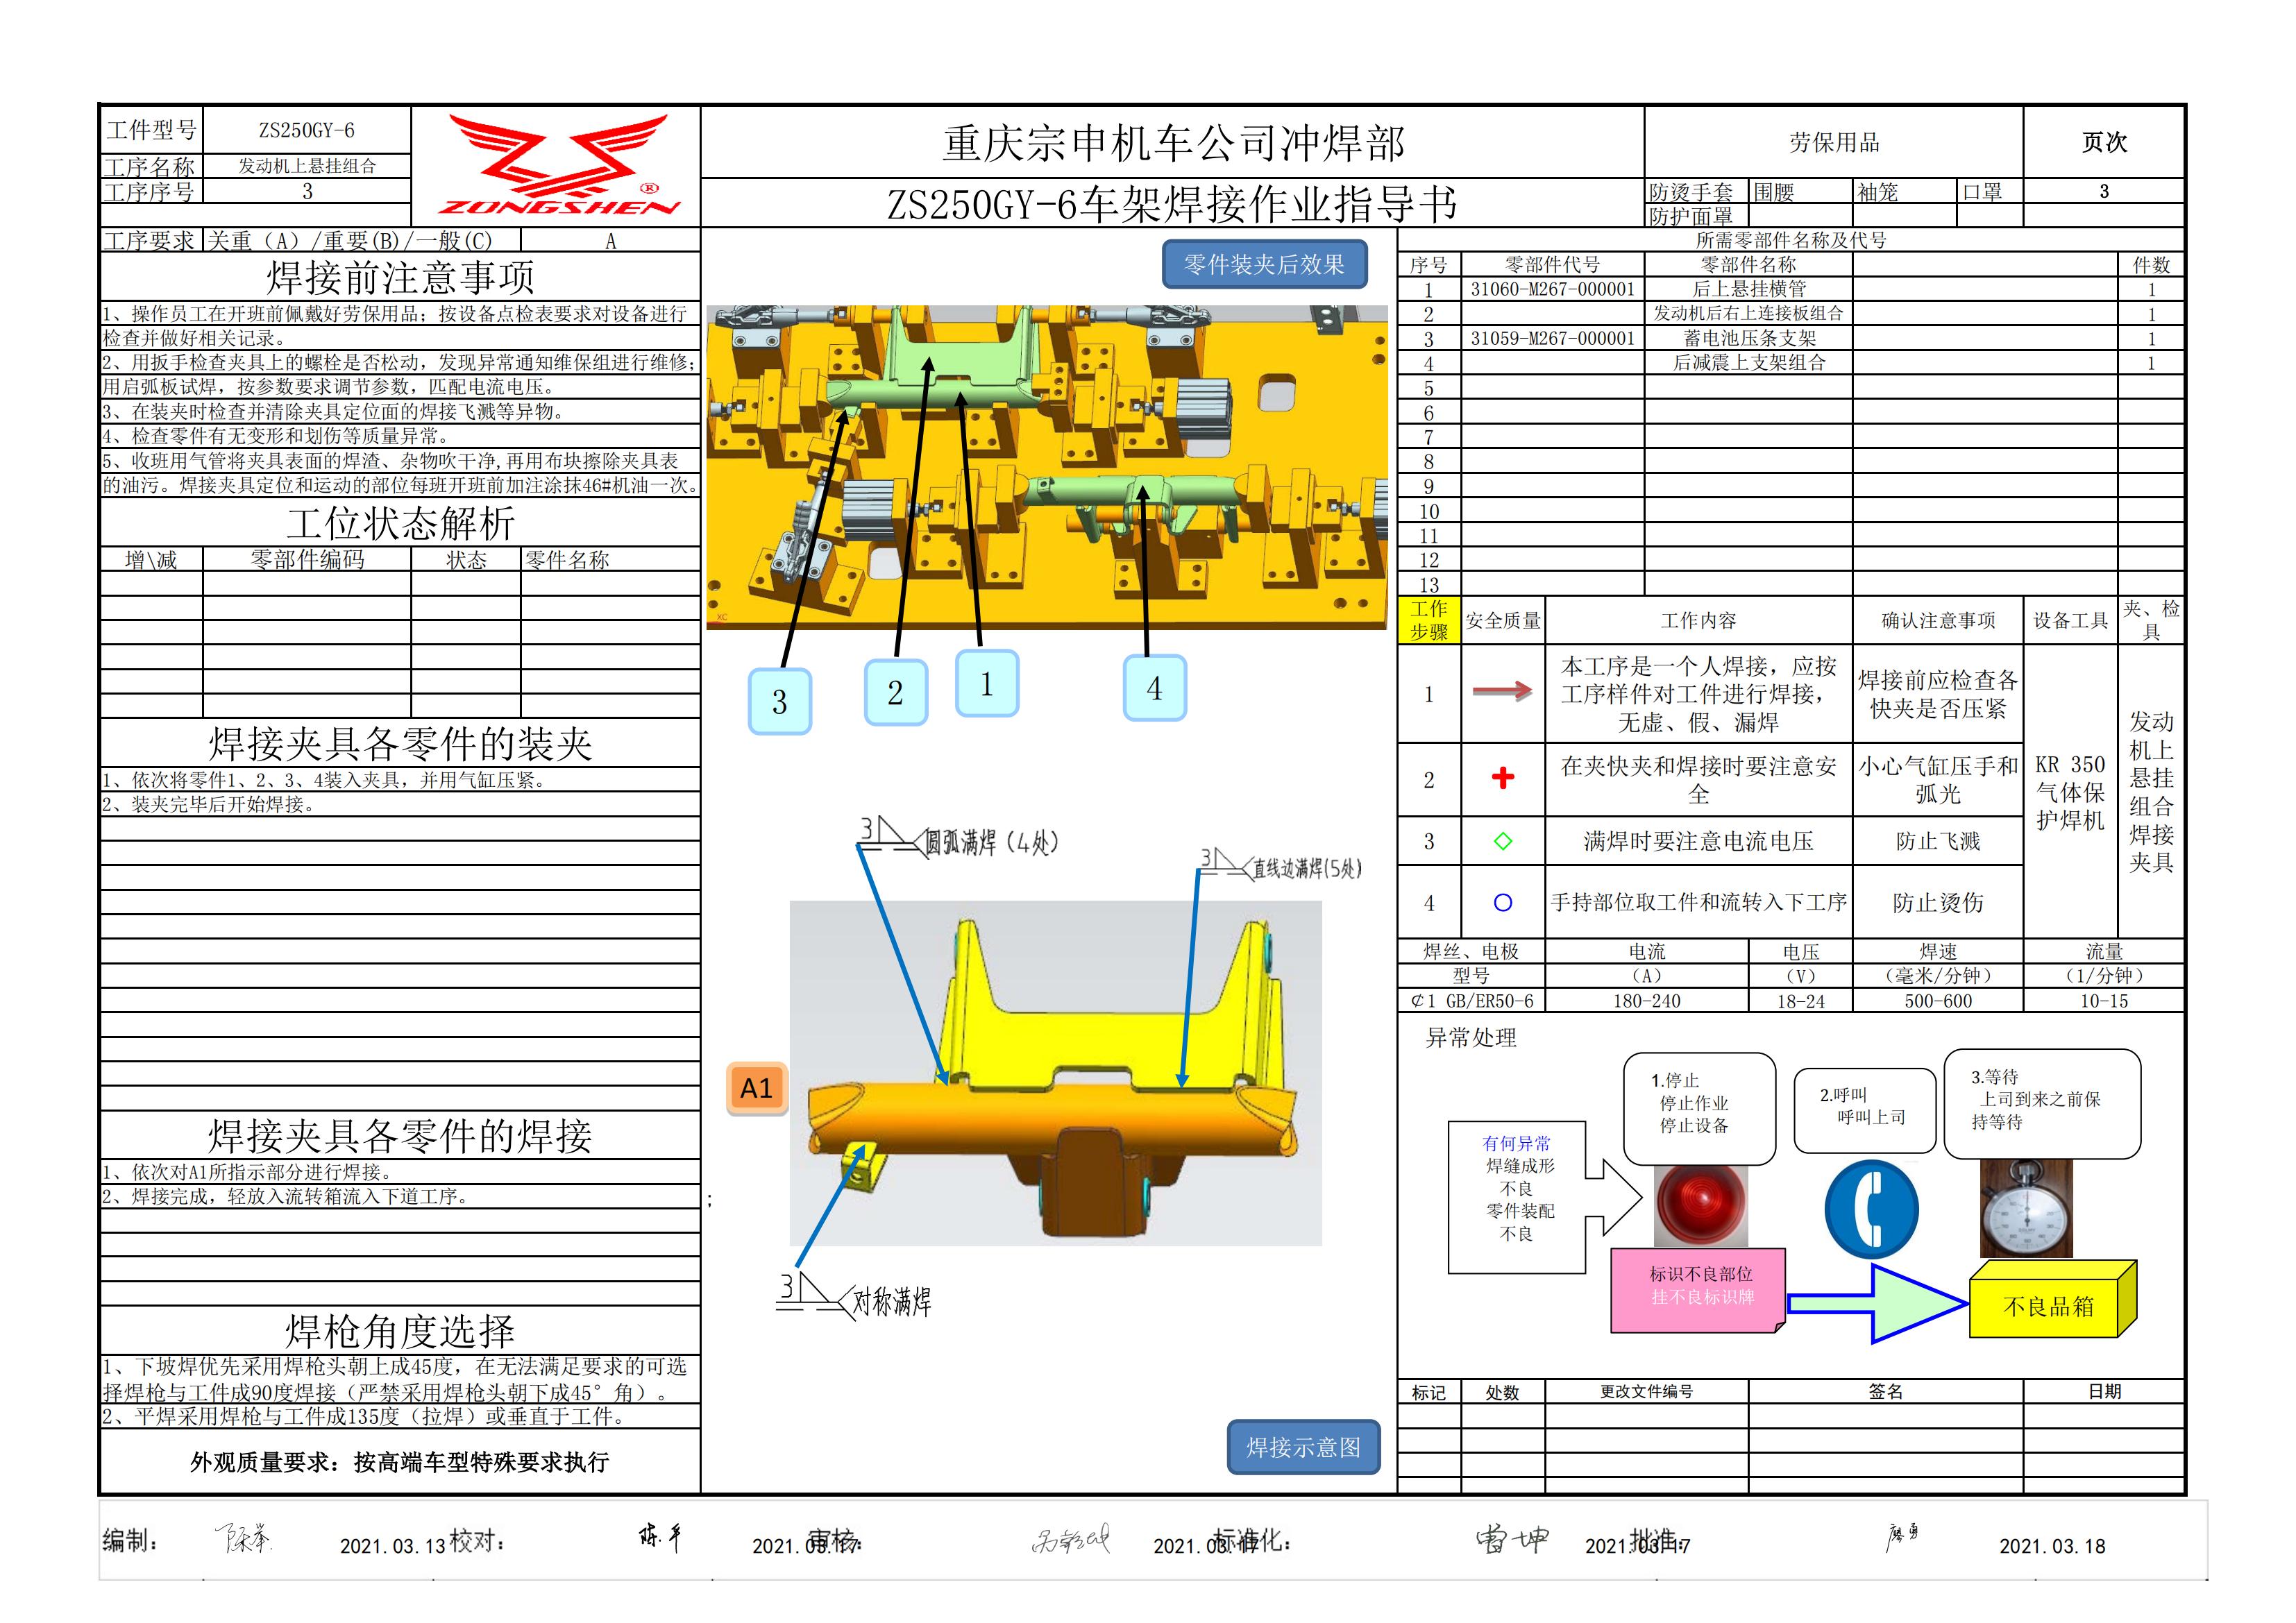 工件型号 ZS250GY-6
工序名称 发动机上悬挂组合
工序序号 3
ZONGSHEN ®
重庆宗申机车公司冲焊部
ZS250GY-6车架焊接作业指导书
劳保用品 页次
防烫手套 围腰 袖笼 口罩 3
防护面罩
工序要求 关重（A）/重要(B)/一般(C) A
焊接前注意事项
1、操作员工在开班前佩戴好劳保用品；按设备点检表要求对设备进行
检查并做好相关记录。
2、用扳手检查夹具上的螺栓是否松动，发现异常通知维保组进行维修；
用启弧板试焊，按参数要求调节参数，匹配电流电压。
3、在装夹时检查并清除夹具定位面的焊接飞溅等异物。
4、检查零件有无变形和划伤等质量异常。
5、收班用气管将夹具表面的焊渣、杂物吹干净,再用布块擦除夹具表
的油污。焊接夹具定位和运动的部位每班开班前加注涂抹46#机油一次。
工位状态解析
增\减 零部件编码 状态 零件名称
焊接夹具各零件的装夹
1、依次将零件1、2、3、4装入夹具，并用气缸压紧。
2、装夹完毕后开始焊接。
焊接夹具各零件的焊接
1、依次对A1所指示部分进行焊接。
2、焊接完成，轻放入流转箱流入下道工序。
焊枪角度选择
1、下坡焊优先采用焊枪头朝上成45度，在无法满足要求的可选
择焊枪与工件成90度焊接（严禁采用焊枪头朝下成45°角）。
2、平焊采用焊枪与工件成135度（拉焊）或垂直于工件。
外观质量要求：按高端车型特殊要求执行
零件装夹后效果
XC
3
2
1
4
3 圆弧满焊（4处）
3 直线边满焊(5处)
A1
;
3 对称满焊
焊接示意图
所需零部件名称及代号
序号 零部件代号 零部件名称 件数
1 31060-M267-000001 后上悬挂横管 1
2 发动机后右上连接板组合 1
3 31059-M267-000001 蓄电池压条支架 1
4 后减震上支架组合 1
5
6
7
8
9
10
11
12
13
工作步骤 安全质量 工作内容 确认注意事项 设备工具 夹、检具
1 本工序是一个人焊接，应按
工序样件对工件进行焊接，
无虚、假、漏焊
焊接前应检查各
快夹是否压紧
2 在夹快夹和焊接时要注意安
全
小心气缸压手和
弧光
3 满焊时要注意电流电压 防止飞溅
4 手持部位取工件和流转入下工序 防止烫伤
KR 350
气体保
护焊机
发动
机上
悬挂
组合
焊接
夹具
焊丝、电极 电流 电压 焊速 流量
型号 （A） （V） （毫米/分钟） （1/分钟）
¢1 GB/ER50-6 180-240 18-24 500-600 10-15
异常处理
有何异常
焊缝成形
不良
零件装配
不良
1.停止
停止作业
停止设备
2.呼叫
呼叫上司
3.等待
上司到来之前保
持等待
标识不良部位
挂不良标识牌
不良品箱
标记 处数 更改文件编号 签名 日期
编制： 2021.03.13 校对： 2021.03.17 审核： 2021.03.17 标准化： 2021.03.17 批准： 2021.03.18